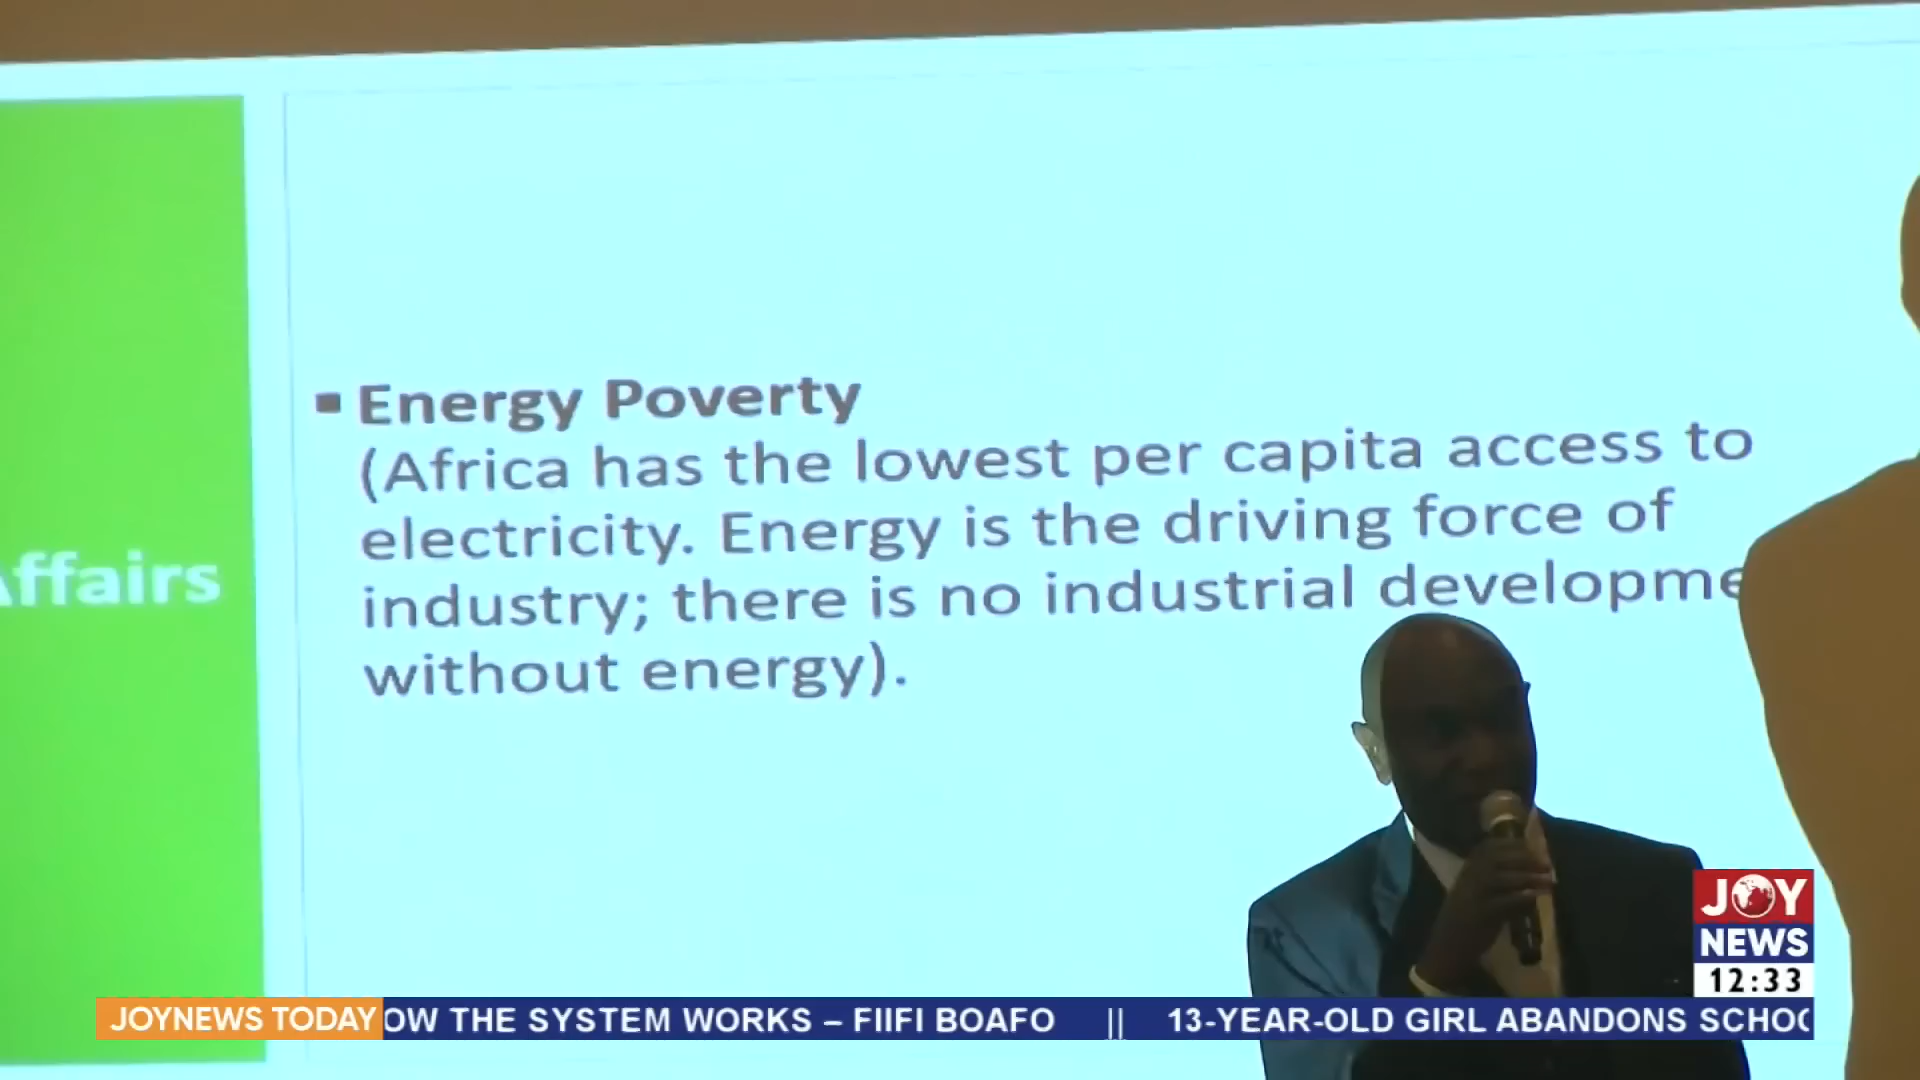 Affairs
▪ Energy Poverty
(Africa has the lowest per capita access to
electricity. Energy is the driving force of
industry; there is no industrial developme
without energy).
JOY
NEWS
12:33
JOYNEWS TODAY
OW THE SYSTEM WORKS – FIIFI BOAFO || 13-YEAR-OLD GIRL ABANDONS SCHOO